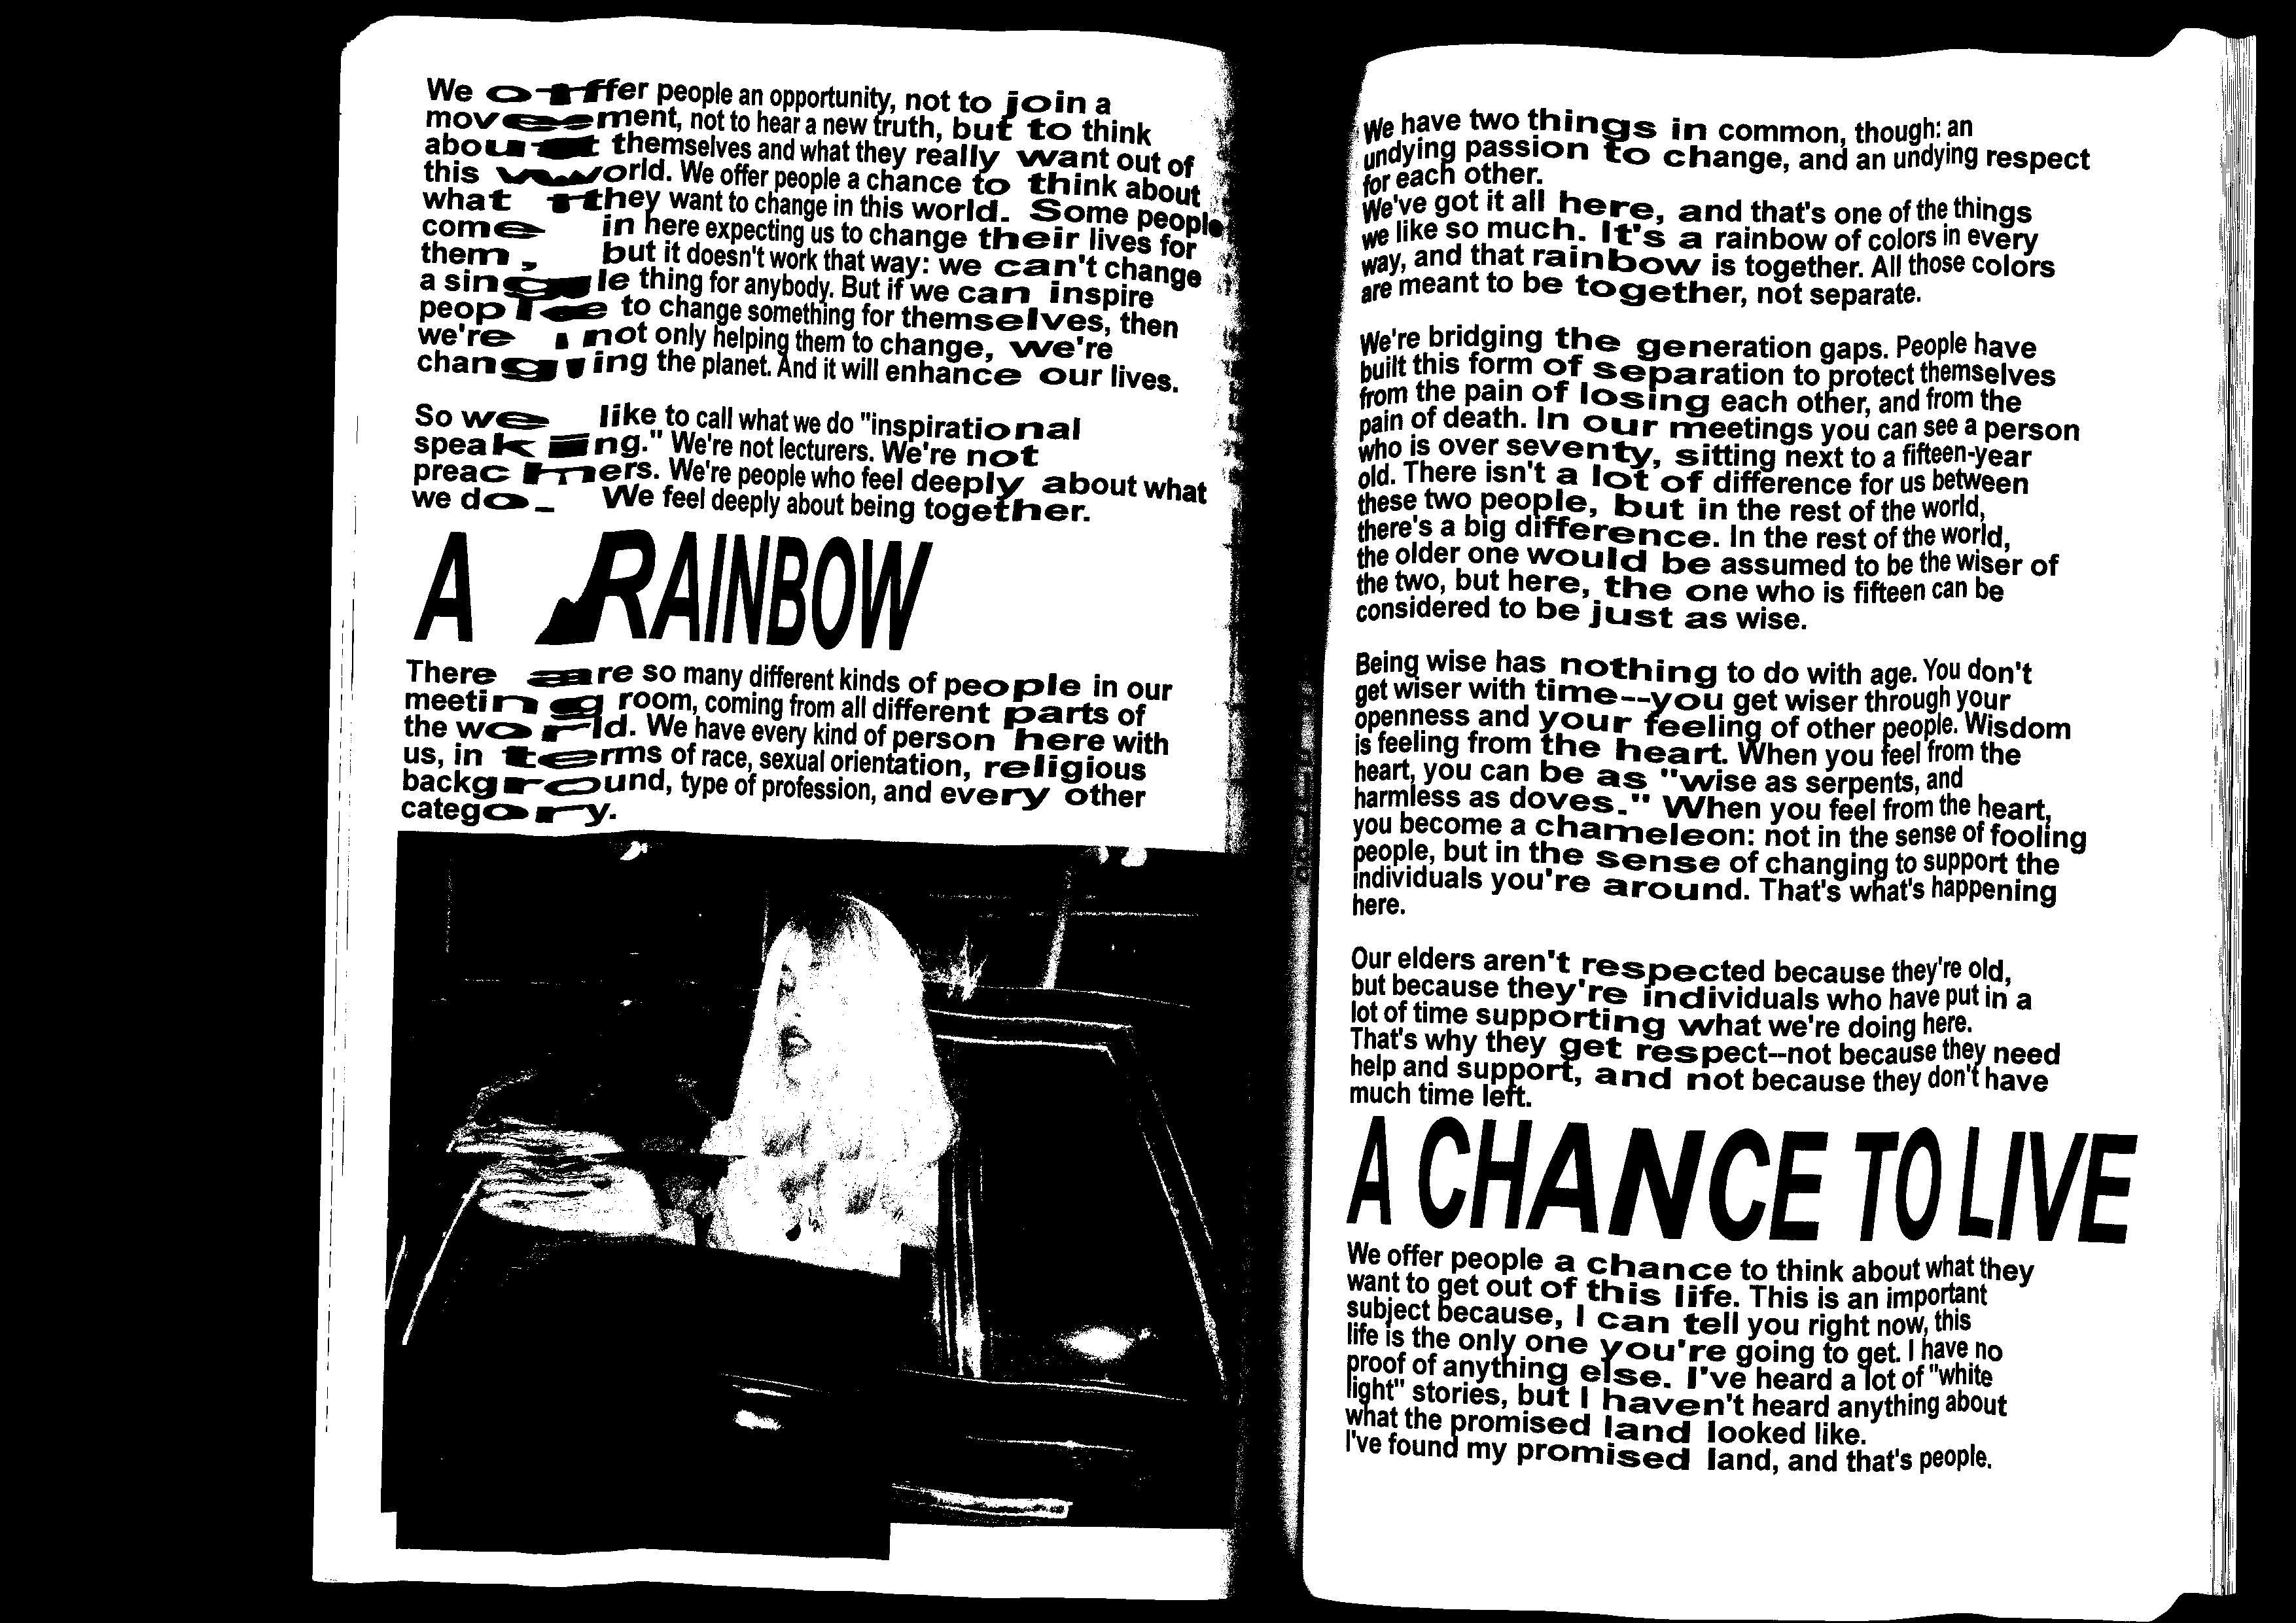 We offer people an opportunity, not to join a
movement, not to hear a new truth, but to think
about themselves and what they really want out of
this world. We offer people a chance to think about
what they want to change in this world. Some people
come in here expecting us to change their lives for
them, but it doesn't work that way: we can't change
a single thing for anybody. But if we can inspire
people to change something for themselves, then
we're not only helping them to change, we're
changing the planet. And it will enhance our lives.
So we like to call what we do "inspirational
speaking." We're not lecturers. We're not
preachers. We're people who feel deeply about what
we do. We feel deeply about being together.
A RAINBOW
There are so many different kinds of people in our
meeting room, coming from all different parts of
the world. We have every kind of person here with
us, in terms of race, sexual orientation, religious
background, type of profession, and every other
category.
We have two things in common, though: an
undying passion to change, and an undying respect
for each other.
We've got it all here, and that's one of the things
we like so much. It's a rainbow of colors in every
way, and that rainbow is together. All those colors
are meant to be together, not separate.
We're bridging the generation gaps. People have
built this form of separation to protect themselves
from the pain of losing each other, and from the
pain of death. In our meetings you can see a person
who is over seventy, sitting next to a fifteen-year
old. There isn't a lot of difference for us between
these two people, but in the rest of the world,
there's a big difference. In the rest of the world,
the older one would be assumed to be the wiser of
the two, but here, the one who is fifteen can be
considered to be just as wise.
Being wise has nothing to do with age. You don't
get wiser with time--you get wiser through your
openness and your feeling of other people. Wisdom
is feeling from the heart. When you feel from the
heart, you can be as "wise as serpents, and
harmless as doves." When you feel from the heart,
you become a chameleon: not in the sense of fooling
people, but in the sense of changing to support the
individuals you're around. That's what's happening
here.
Our elders aren't respected because they're old,
but because they're individuals who have put in a
lot of time supporting what we're doing here.
That's why they get respect--not because they need
help and support, and not because they don't have
much time left.
A CHANCE TO LIVE
We offer people a chance to think about what they
want to get out of this life. This is an important
subject because, I can tell you right now, this
life is the only one you're going to get. I have no
proof of anything else. I've heard a lot of "white
light" stories, but I haven't heard anything about
what the promised land looked like.
I've found my promised land, and that's people.